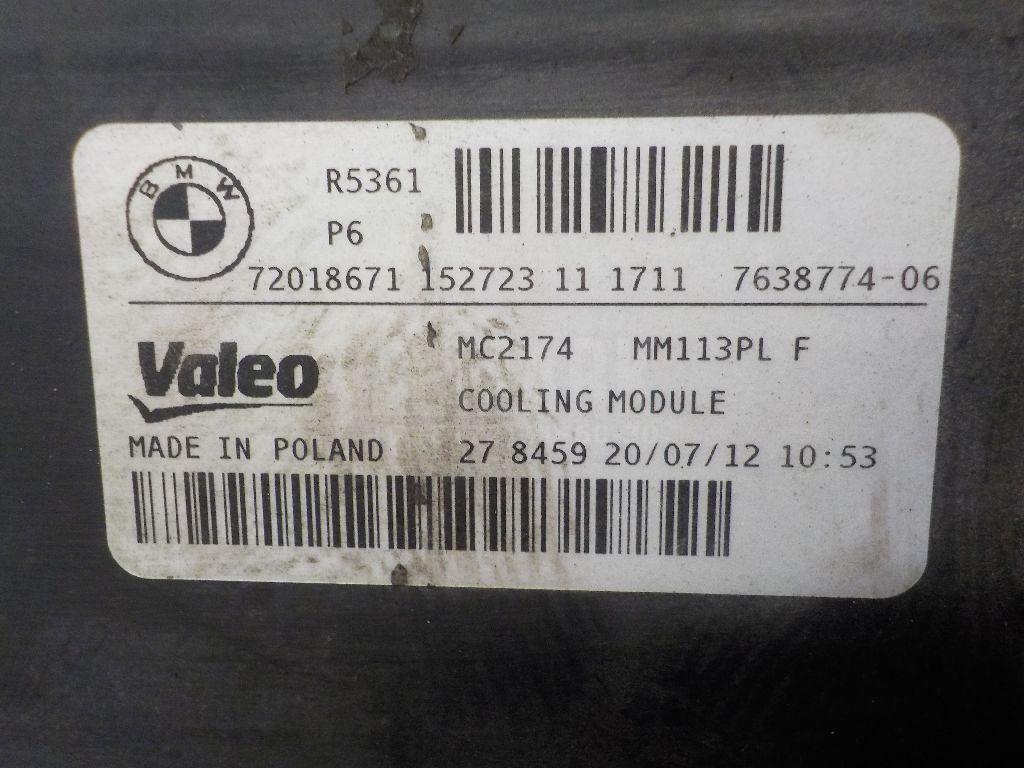 BMW
R5361
P6
72018671 152723 11 1711 7638774-06
Valeo
MC2174 MM113PL F
COOLING MODULE
MADE IN POLAND 27 8459 20/07/12 10:53